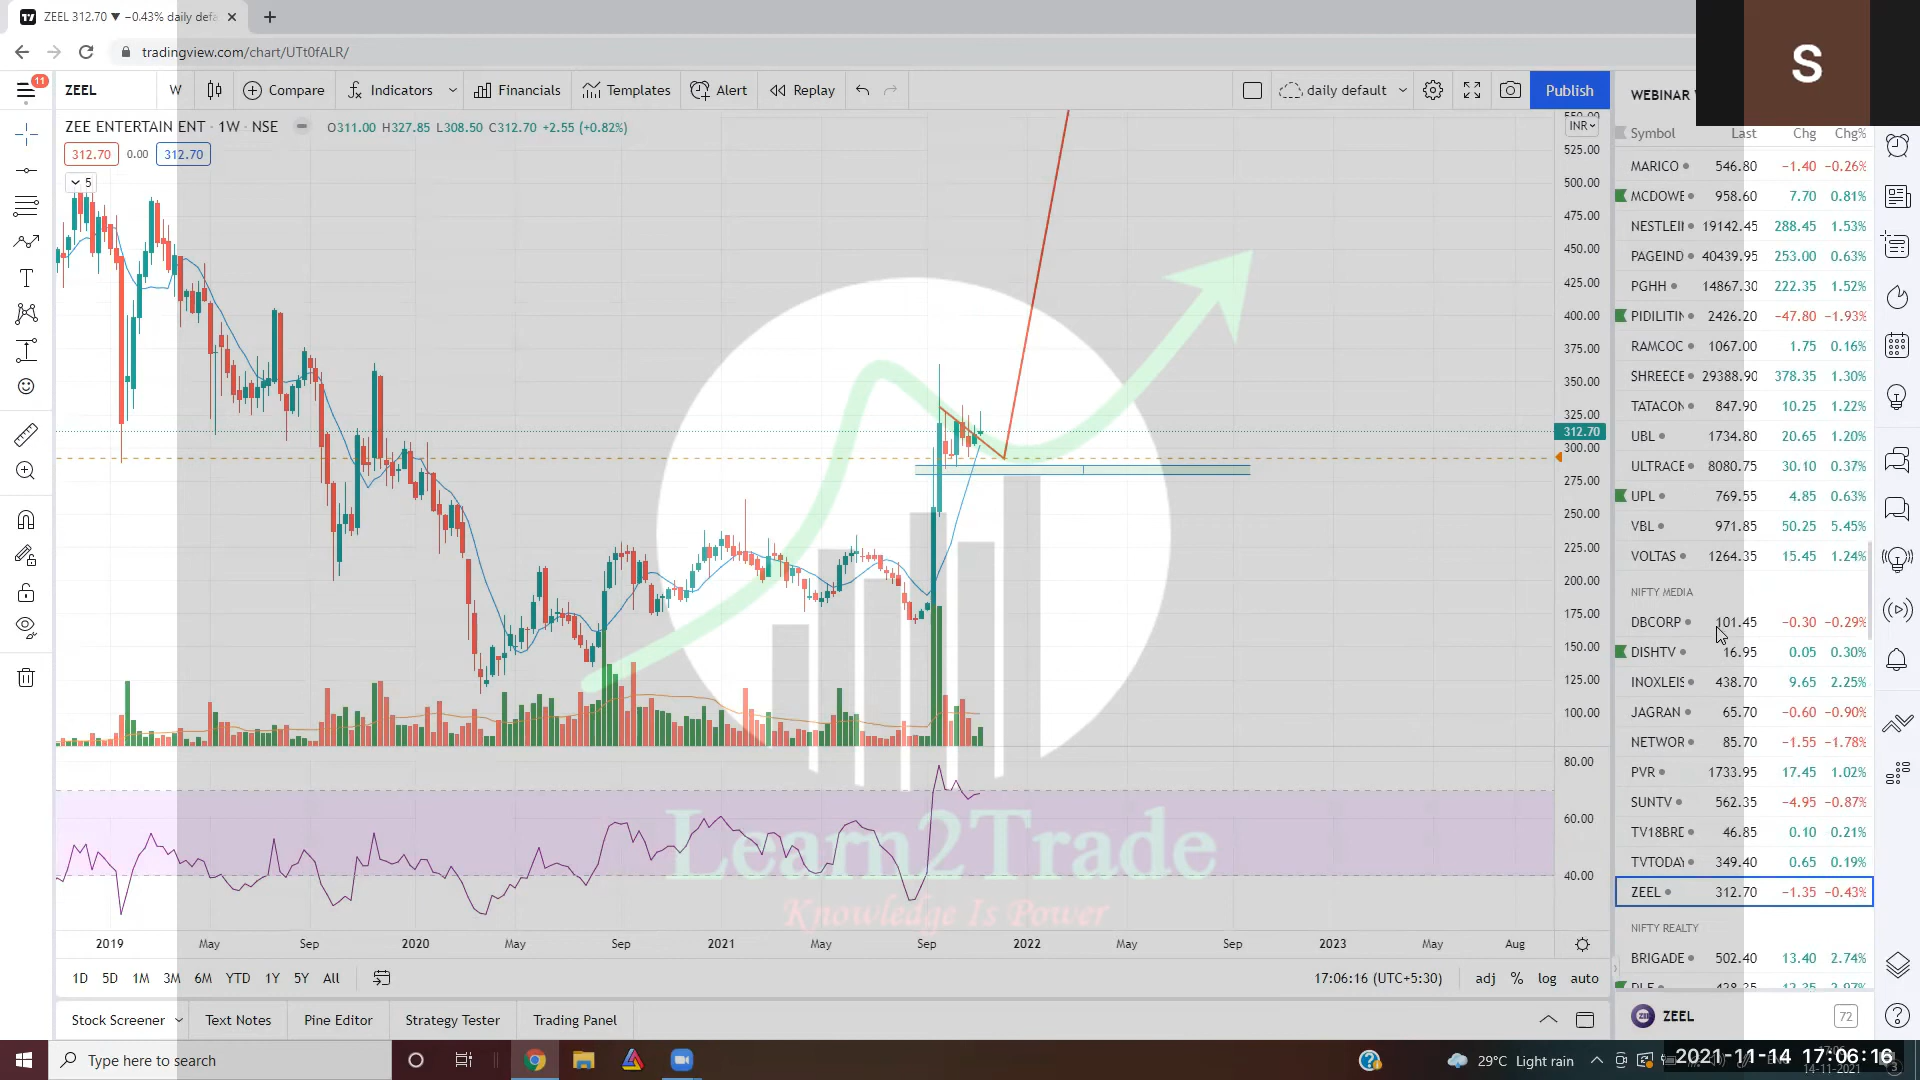 ZEEL 312.70 ▼ −0.43% daily defa
tradingview.com/chart/UTt0fALR/
S
11
ZEEL W Compare Indicators Financials Templates Alert Replay daily default Publish
ZEE ENTERTAIN ENT · 1W · NSE O311.00 H327.85 L308.50 C312.70 +2.55 (+0.82%)
312.70 0.00 312.70
5
INR
550.00
525.00
500.00
475.00
450.00
425.00
400.00
375.00
350.00
325.00
312.70
300.00
275.00
250.00
225.00
200.00
175.00
150.00
125.00
100.00
80.00
60.00
40.00
Learn2Trade
Knowledge Is Power
2019 May Sep 2020 May Sep 2021 May Sep 2022 May Sep 2023 May Aug
1D 5D 1M 3M 6M YTD 1Y 5Y All 17:06:16 (UTC+5:30) adj % log auto
Stock Screener Text Notes Pine Editor Strategy Tester Trading Panel
WEBINAR
Symbol Last Chg Chg%
MARICO 546.80 −1.40 −0.26%
MCDOWE 958.60 7.70 0.81%
NESTLEI 19142.45 288.45 1.53%
PAGEIND 40439.95 253.00 0.63%
PGHH 14867.30 222.35 1.52%
PIDILITIN 2426.20 −47.80 −1.93%
RAMCOC 1067.00 1.75 0.16%
SHREECE 29388.90 378.35 1.30%
TATACON 847.90 10.25 1.22%
UBL 1734.80 20.65 1.20%
ULTRACE 8080.75 30.10 0.37%
UPL 769.55 4.85 0.63%
VBL 971.85 50.25 5.45%
VOLTAS 1264.35 15.45 1.24%
NIFTY MEDIA
DBCORP 101.45 −0.30 −0.29%
DISHTV 16.95 0.05 0.30%
INOXLEIS 438.70 9.65 2.25%
JAGRAN 65.70 −0.60 −0.90%
NETWOR 85.70 −1.55 −1.78%
PVR 1733.95 17.45 1.02%
SUNTV 562.35 −4.95 −0.87%
TV18BRD 46.85 0.10 0.21%
TVTODAY 349.40 0.65 0.19%
ZEEL 312.70 −1.35 −0.43%
NIFTY REALTY
BRIGADE 502.40 13.40 2.74%
ZEEL 72
Type here to search 29°C Light rain
2021-11-14 17:06:16
14-11-2021